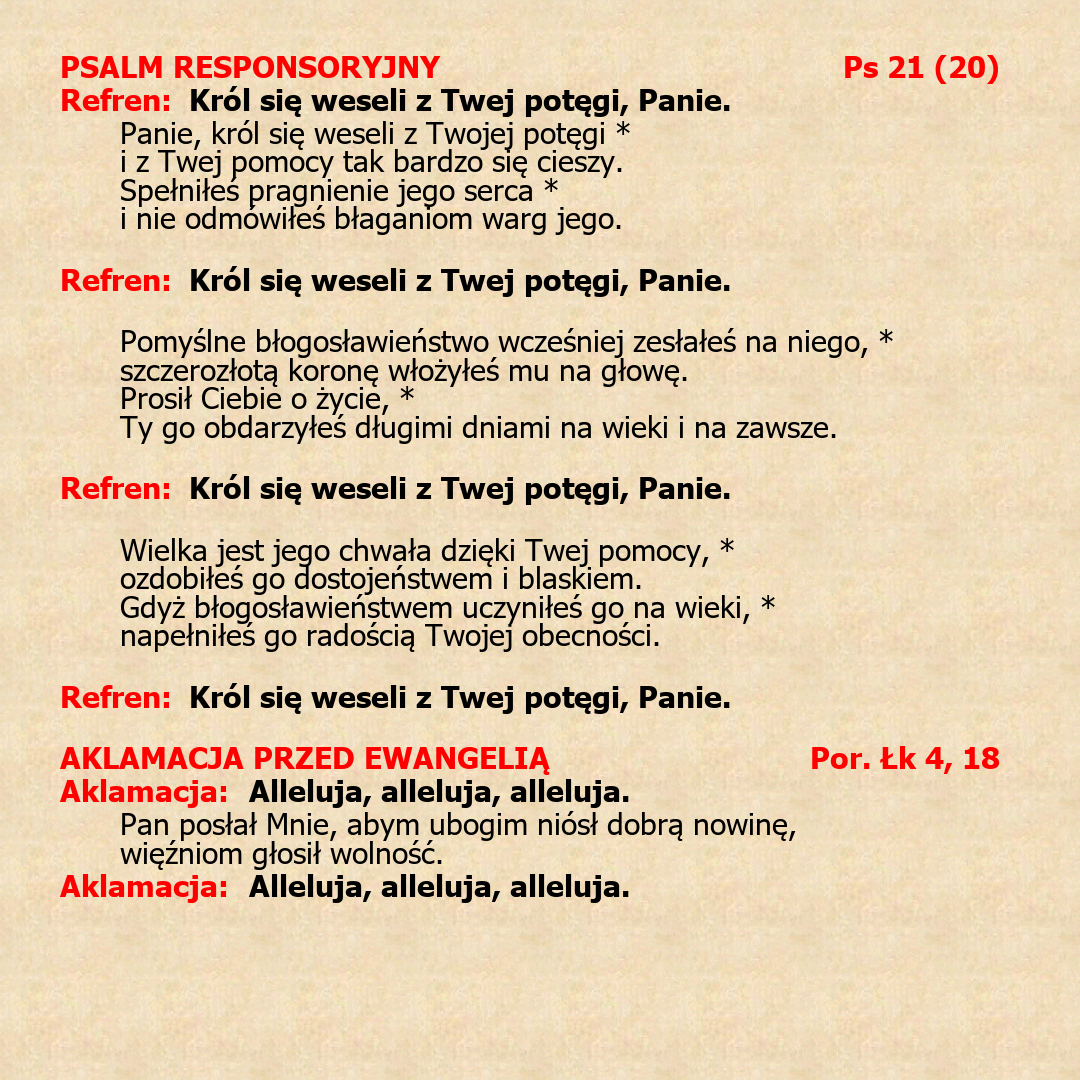 PSALM RESPONSORYJNY Ps 21 (20)
Refren: Król się weseli z Twej potęgi, Panie.
Panie, król się weseli z Twojej potęgi *
i z Twej pomocy tak bardzo się cieszy.
Spełniłeś pragnienie jego serca *
i nie odmówiłeś błaganiom warg jego.
Refren: Król się weseli z Twej potęgi, Panie.
Pomyślne błogosławieństwo wcześniej zesłałeś na niego, *
szczerozłotą koronę włożyłeś mu na głowę.
Prosił Ciebie o życie, *
Ty go obdarzyłeś długimi dniami na wieki i na zawsze.
Refren: Król się weseli z Twej potęgi, Panie.
Wielka jest jego chwała dzięki Twej pomocy, *
ozdobiłeś go dostojeństwem i blaskiem.
Gdyż błogosławieństwem uczyniłeś go na wieki, *
napełniłeś go radością Twojej obecności.
Refren: Król się weseli z Twej potęgi, Panie.
AKLAMACJA PRZED EWANGELIĄ Por. Łk 4, 18
Aklamacja: Alleluja, alleluja, alleluja.
Pan posłał Mnie, abym ubogim niósł dobrą nowinę,
więźniom głosił wolność.
Aklamacja: Alleluja, alleluja, alleluja.